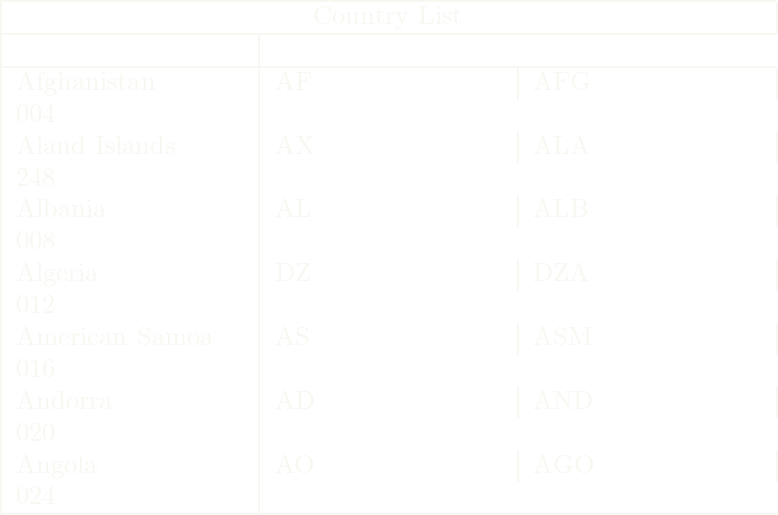 Country List
Afghanistan AF AFG
004
Aland Islands AX ALA
248
Albania AL ALB
008
Algeria DZ DZA
012
American Samoa AS ASM
016
Andorra AD AND
020
Angola AO AGO
024